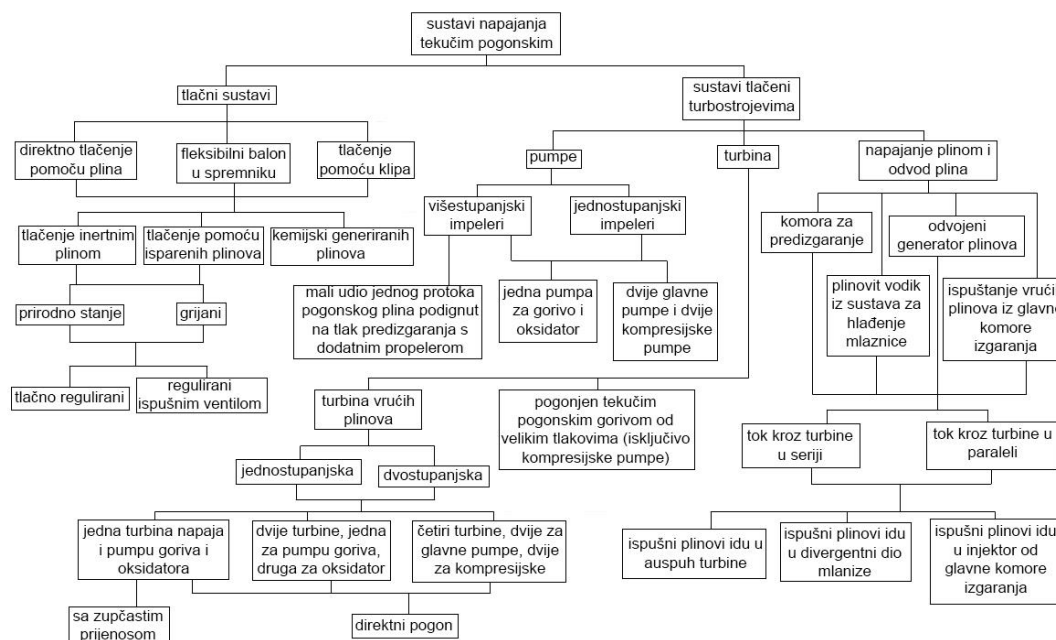 sustavi napajanja
tekučim pogonskim
tlačni sustavi
sustavi tlačeni
turbostrojevima
direktno tlačenje
pomoču plina
fleksibilni balon
u spremniku
tlačenje
pomoću klipa
pumpe
turbina
napajanje plinom i
odvod plina
tlačenje inertnim
plinom
tlačenje pomoću
isparenih plinova
kemijski generiranih
plinova
višestupanjski
impeleri
jednostupanjski
impeleri
komora za
predizgaranje
odvojeni
generator plinova
prirodno stanje
grijani
mali udio jednog protoka
pogonskog plina podignut
na tlak predizgaranja s
dodatnim propelerom
jedna pumpa
za gorivo i
oksidator
dvije glavne
pumpe i dvije
kompresijske
pumpe
plinovit vodik
iz sustava za
hlađenje
mlaznice
ispuštanje vrućih
plinova iz glavne
komore
izgaranja
tlačno regulirani
regulirani
ispušnim ventilom
turbina vrućih
plinova
pogonjen tekučim
pogonskim gorivom od
velikim tlakovima (isključivo
kompresijske pumpe)
tok kroz turbine
u seriji
tok kroz turbine u
paraleli
jednostupanjska
dvostupanjska
jedna turbina napaja
i pumpu goriva i
oksidatora
dvije turbine, jedna
za pumpu goriva,
druga za oksidator
četiri turbine, dvije za
glavne pumpe, dvije
za kompresijske
ispušni plinovi idu u
auspuh turbine
ispušni plinovi idu
u divergentni dio
mlanize
ispušni plinovi idu
u injektor od
glavne komore
izgaranja
sa zupčastim
prijenosom
direktni pogon